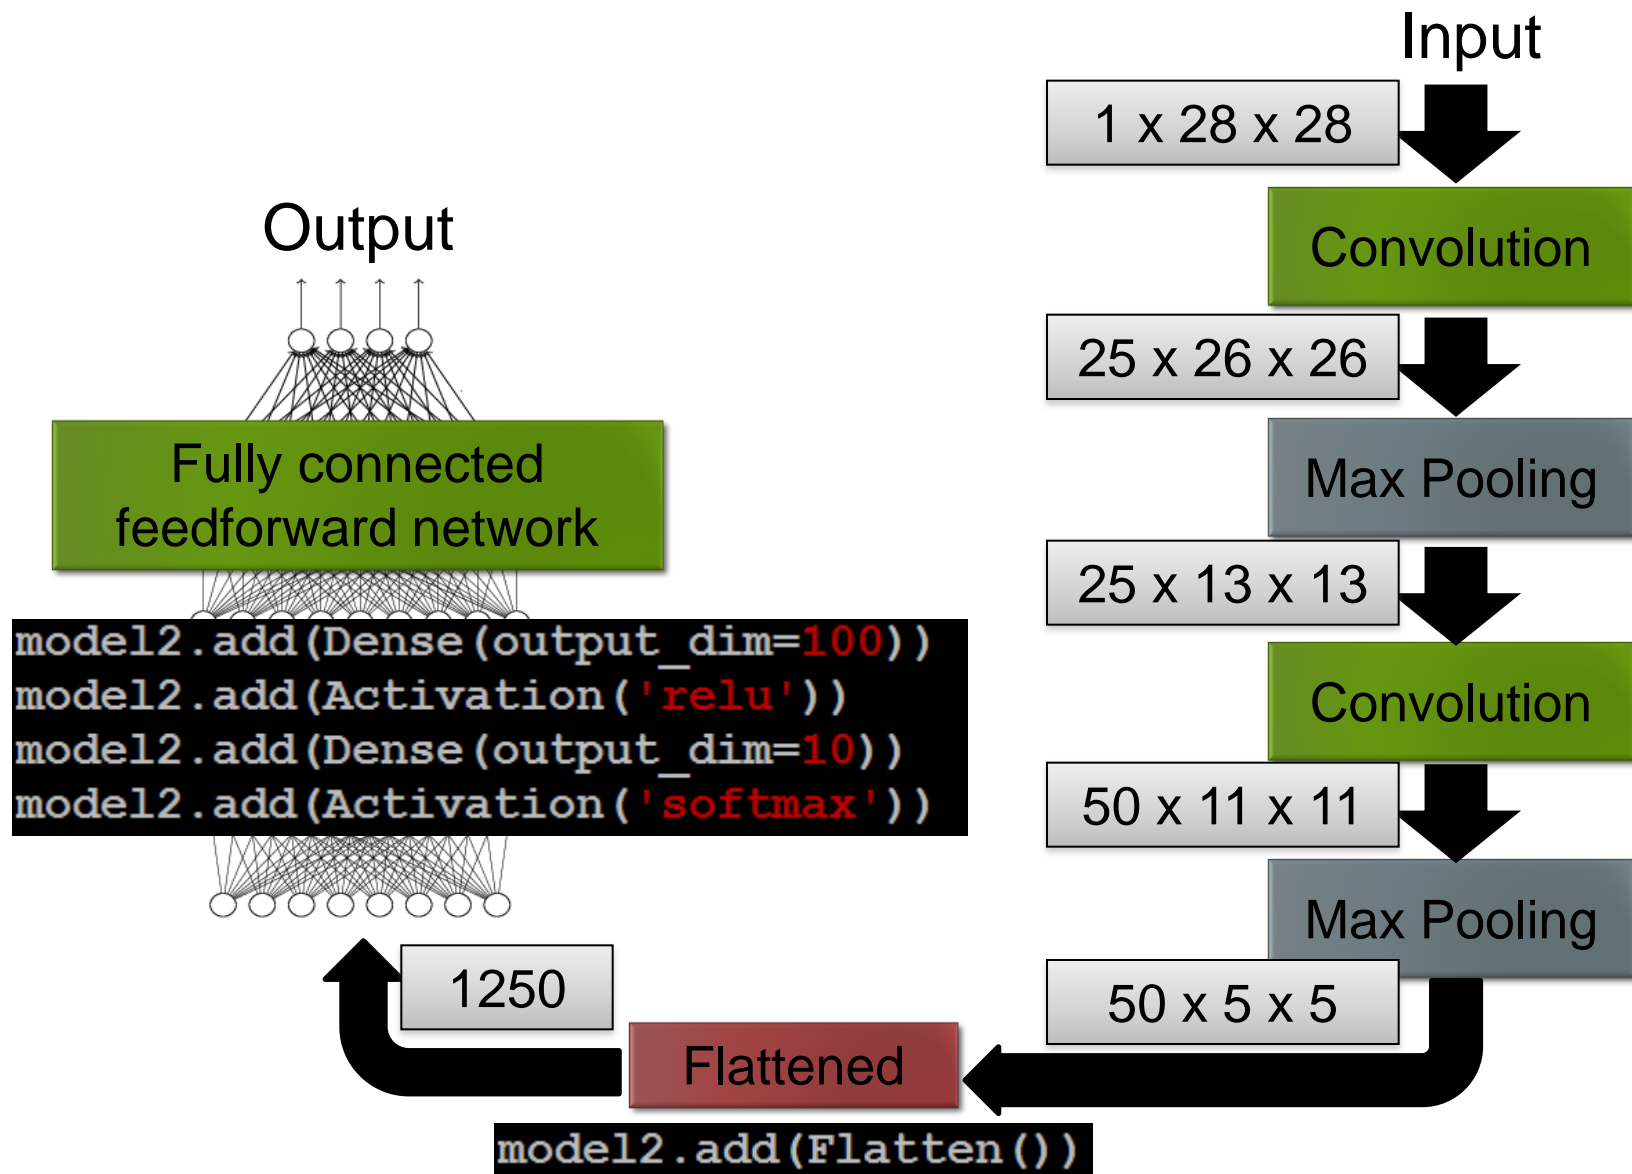 Input
1 x 28 x 28
Convolution
25 x 26 x 26
Max Pooling
25 x 13 x 13
Convolution
50 x 11 x 11
Max Pooling
50 x 5 x 5
Flattened
model2.add(Flatten())
1250
Output
Fully connected
feedforward network
model2.add(Dense(output_dim=100))
model2.add(Activation('relu'))
model2.add(Dense(output_dim=10))
model2.add(Activation('softmax'))